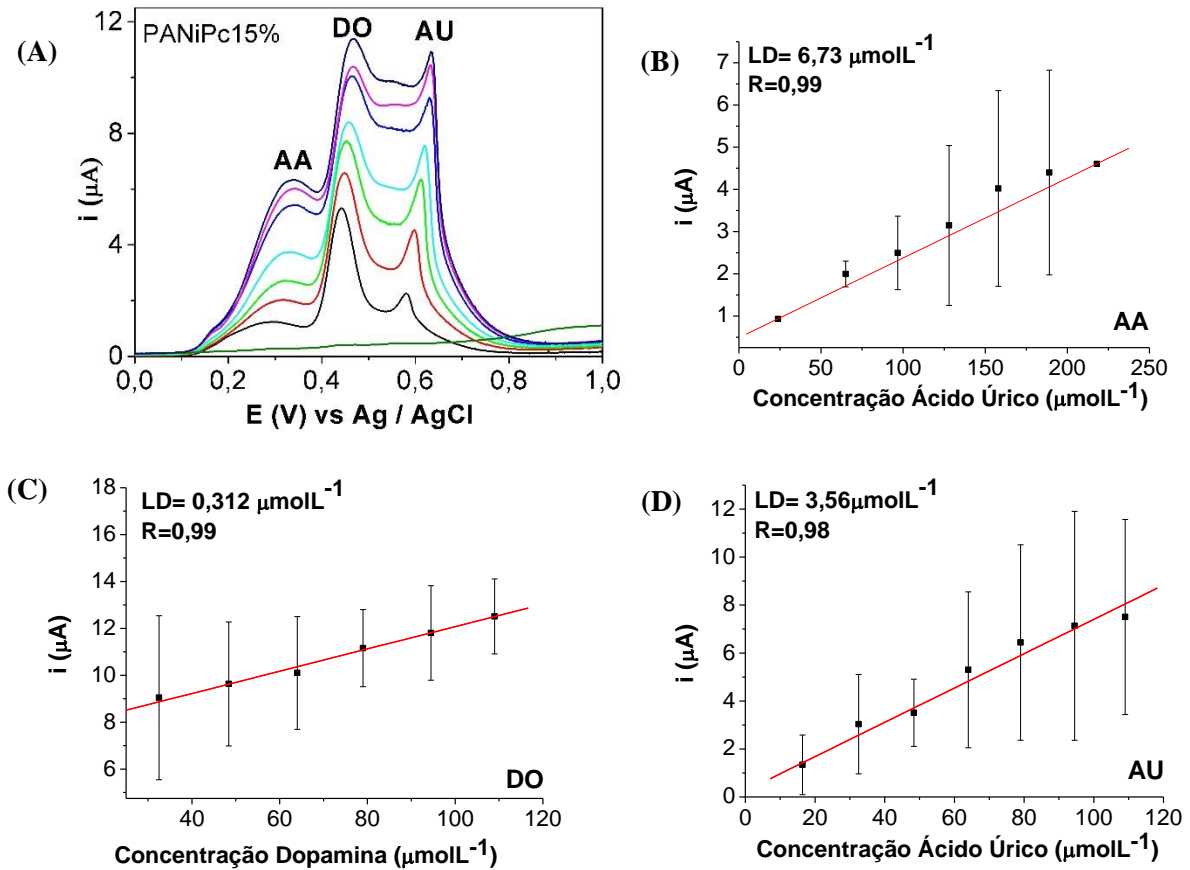 (A)
PANiPc15%
AA
DO
AU
i (μA)
12
8
4
0
0,0 0,2 0,4 0,6 0,8 1,0
E (V) vs Ag / AgCl
(B)
LD= 6,73 μmolL⁻¹
R=0,99
i (μA)
7
6
5
4
3
2
1
AA
0 50 100 150 200 250
Concentração Ácido Úrico (μmolL⁻¹)
(C)
LD= 0,312 μmolL⁻¹
R=0,99
i (μA)
18
16
14
12
10
8
6
DO
40 60 80 100 120
Concentração Dopamina (μmolL⁻¹)
(D)
LD= 3,56μmolL⁻¹
R=0,98
i (μA)
12
10
8
6
4
2
0
AU
0 20 40 60 80 100 120
Concentração Ácido Úrico (μmolL⁻¹)